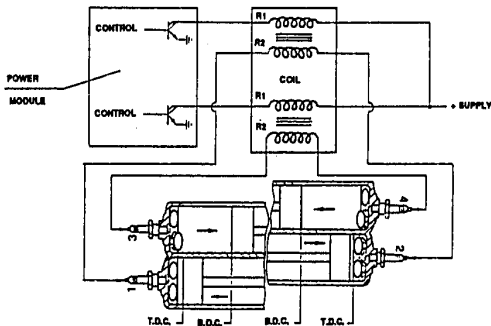 CONTROL
R1
R2
COIL
POWER
MODULE
CONTROL
R1
+ SUPPLY
R2
3
4
1
2
T.D.C.
B.D.C.
B.D.C.
T.D.C.